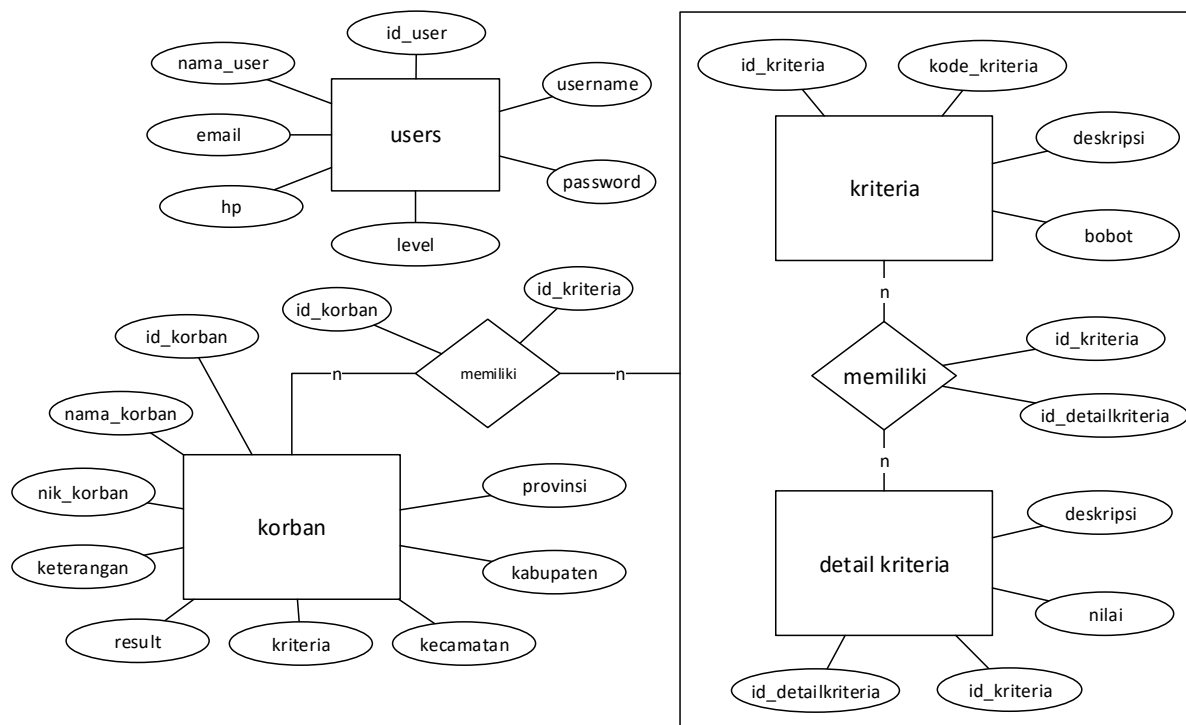 id_user
nama_user
username
email
users
password
hp
level
id_kriteria
kode_kriteria
deskripsi
kriteria
bobot
n
id_kriteria
memiliki
id_detailkriteria
n
deskripsi
detail kriteria
nilai
id_detailkriteria
id_kriteria
id_korban
id_kriteria
n
memiliki
n
id_korban
nama_korban
nik_korban
provinsi
korban
keterangan
kabupaten
result
kriteria
kecamatan